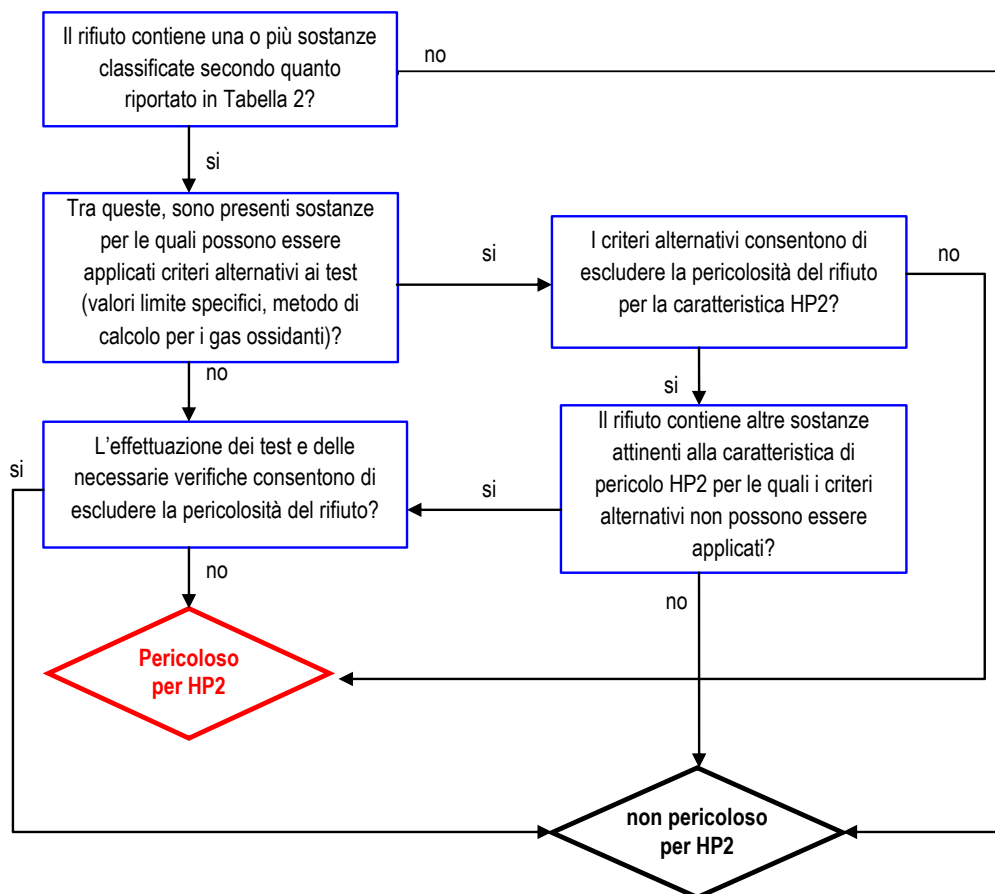 Il rifiuto contiene una o più sostanze
classificate secondo quanto
riportato in Tabella 2?
no
si
Tra queste, sono presenti sostanze
per le quali possono essere
applicati criteri alternativi ai test
(valori limite specifici, metodo di
calcolo per i gas ossidanti)?
si
I criteri alternativi consentono di
escludere la pericolosità del rifiuto
per la caratteristica HP2?
no
no
si
L'effettuazione dei test e delle
necessarie verifiche consentono di
escludere la pericolosità del rifiuto?
si
si
Il rifiuto contiene altre sostanze
attinenti alla caratteristica di
pericolo HP2 per le quali i criteri
alternativi non possono essere
applicati?
no
no
Pericoloso
per HP2
non pericoloso
per HP2